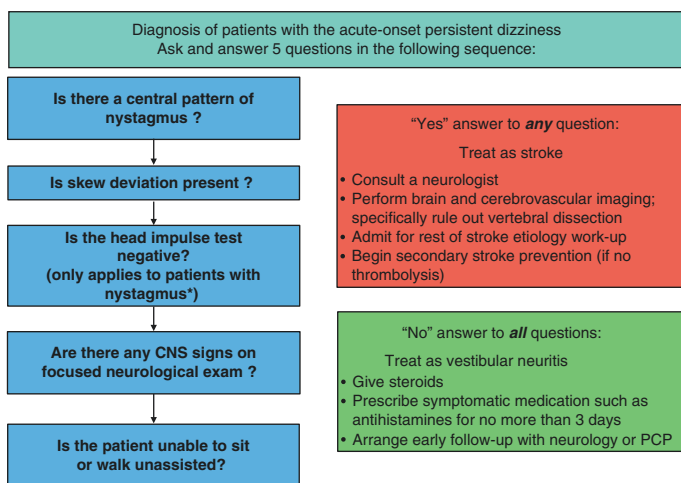 Diagnosis of patients with the acute-onset persistent dizziness
Ask and answer 5 questions in the following sequence:
Is there a central pattern of
nystagmus ?
Is skew deviation present ?
Is the head impulse test
negative?
(only applies to patients with
nystagmus*)
Are there any CNS signs on
focused neurological exam ?
Is the patient unable to sit
or walk unassisted?
“Yes” answer to any question:
Treat as stroke
• Consult a neurologist
• Perform brain and cerebrovascular imaging;
specifically rule out vertebral dissection
• Admit for rest of stroke etiology work-up
• Begin secondary stroke prevention (if no
thrombolysis)
“No” answer to all questions:
Treat as vestibular neuritis
• Give steroids
• Prescribe symptomatic medication such as
antihistamines for no more than 3 days
• Arrange early follow-up with neurology or PCP